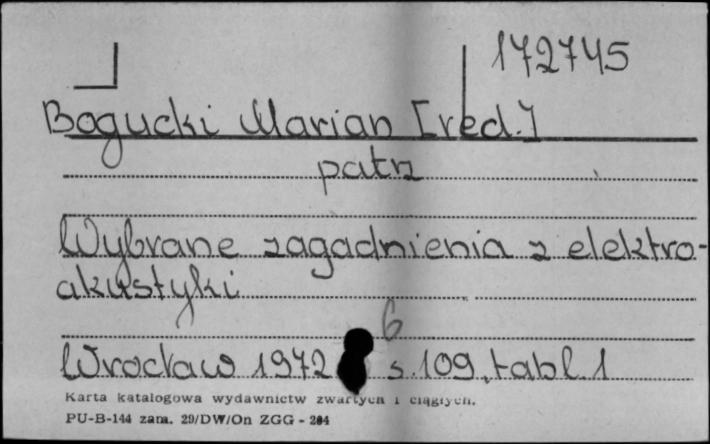 172745
Bogucki Marian [red.]
patrz
Wybrane zagadnienia z elektro-
akustyki
6
Wrocław 1972 s. 109, tabl. 1
Karta katalogowa wydawnictw zwartych i ciągłych.
PU-B-144 zam. 29/DW/On ZGG - 204